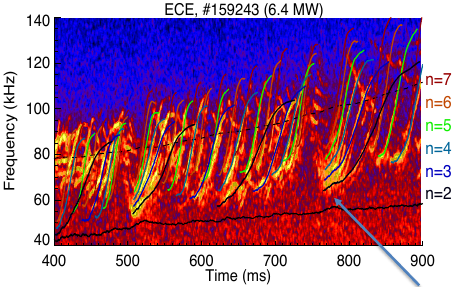 ECE, #159243 (6.4 MW)
140
120
100
80
60
40
Frequency (kHz)
n=7
n=6
n=5
n=4
n=3
n=2
400 500 600 700 800 900
Time (ms)